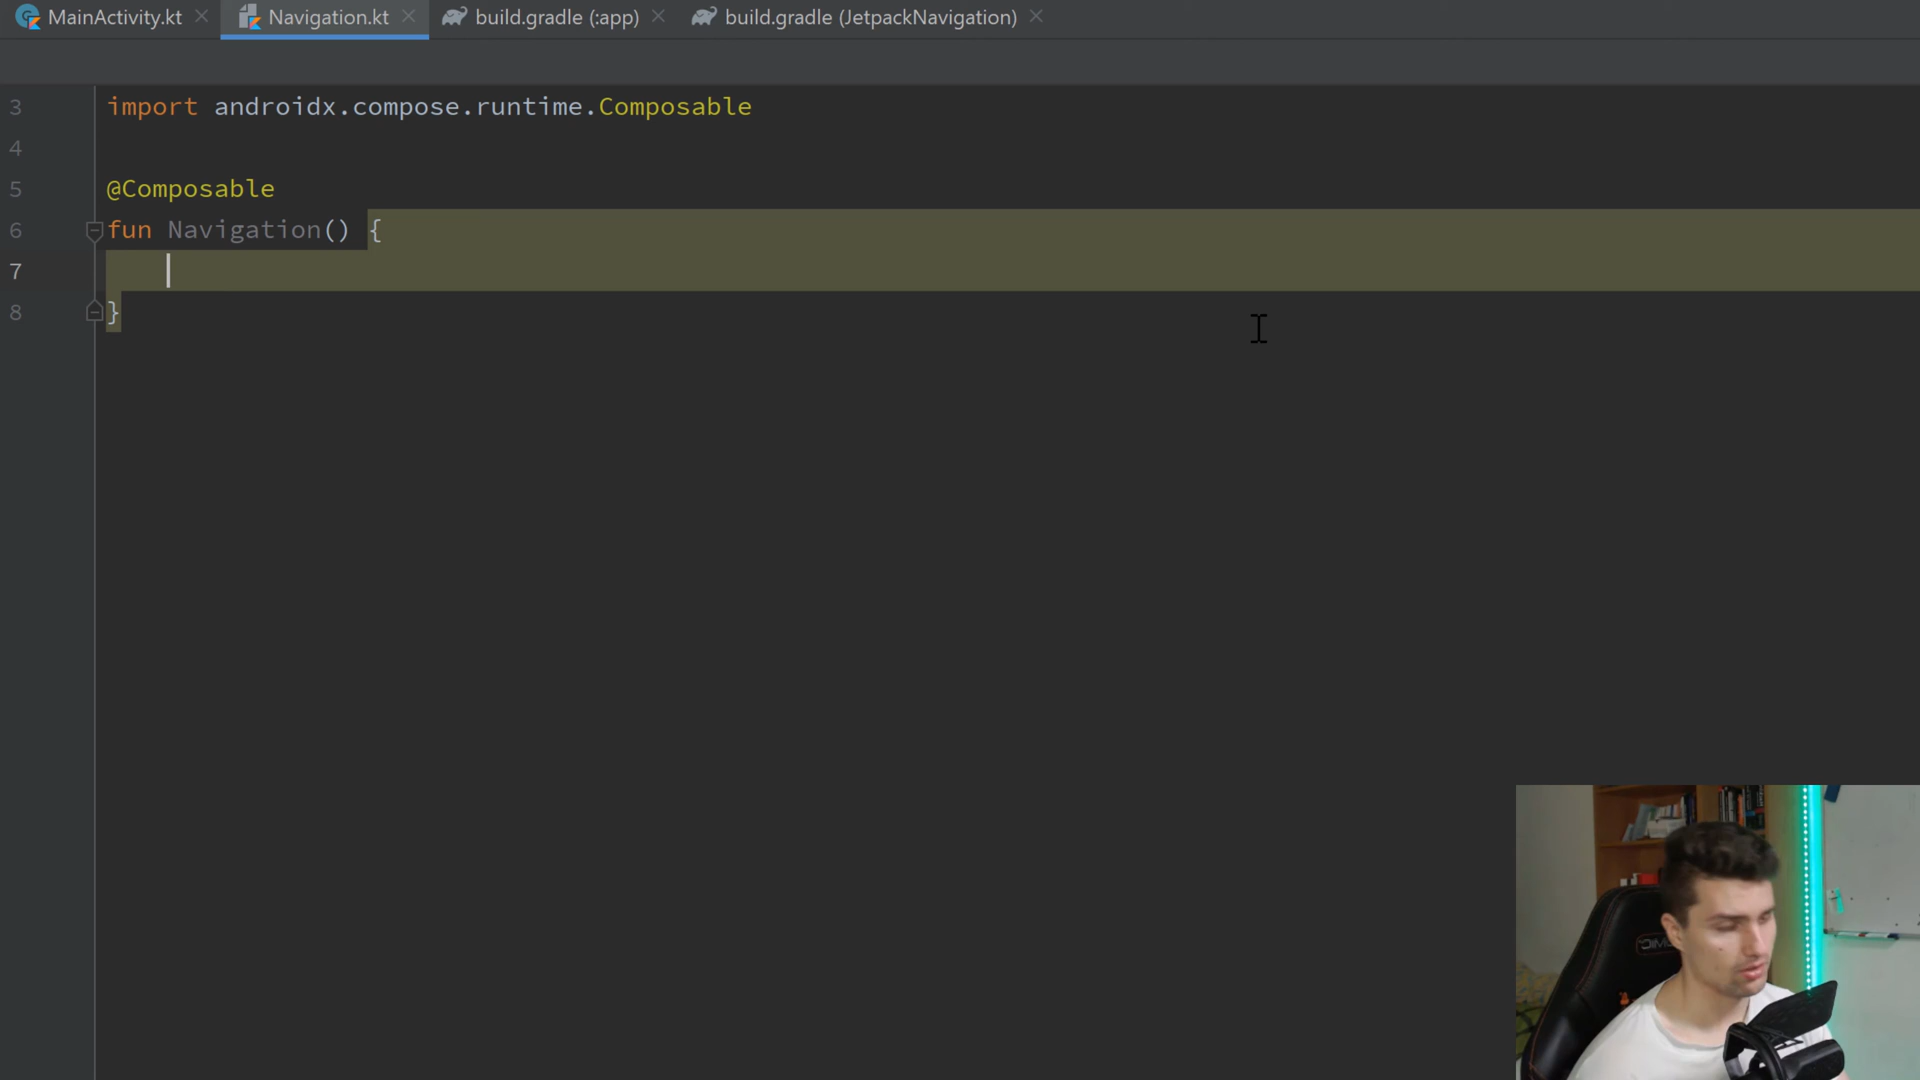 MainActivity.kt Navigation.kt build.gradle (:app) build.gradle (JetpackNavigation)
3 import androidx.compose.runtime.Composable
4
5 @Composable
6 fun Navigation() {
7
8 }